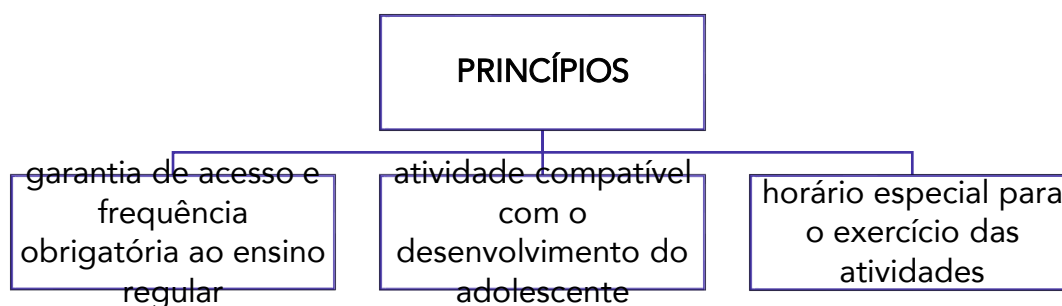 PRINCÍPIOS
garantia de acesso e
frequência
obrigatória ao ensino
regular
atividade compatível
com o
desenvolvimento do
adolescente
horário especial para
o exercício das
atividades